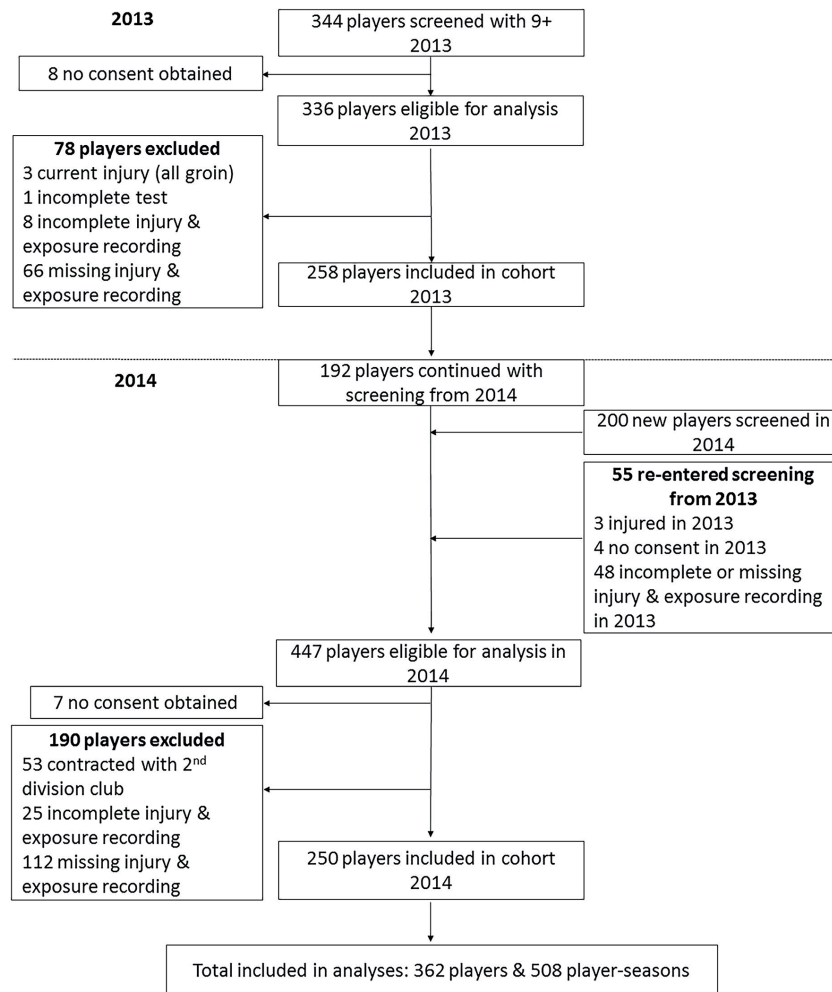 2013
344 players screened with 9+
2013
8 no consent obtained
336 players eligible for analysis
2013
78 players excluded
3 current injury (all groin)
1 incomplete test
8 incomplete injury &
exposure recording
66 missing injury &
exposure recording
258 players included in cohort
2013
192 players continued with
screening from 2014
2014
200 new players screened in
2014
55 re-entered screening
from 2013
3 injured in 2013
4 no consent in 2013
48 incomplete or missing
injury & exposure recording
in 2013
447 players eligible for analysis in
2014
7 no consent obtained
190 players excluded
53 contracted with 2nd
division club
25 incomplete injury &
exposure recording
112 missing injury &
exposure recording
250 players included in cohort
2014
Total included in analyses: 362 players & 508 player-seasons